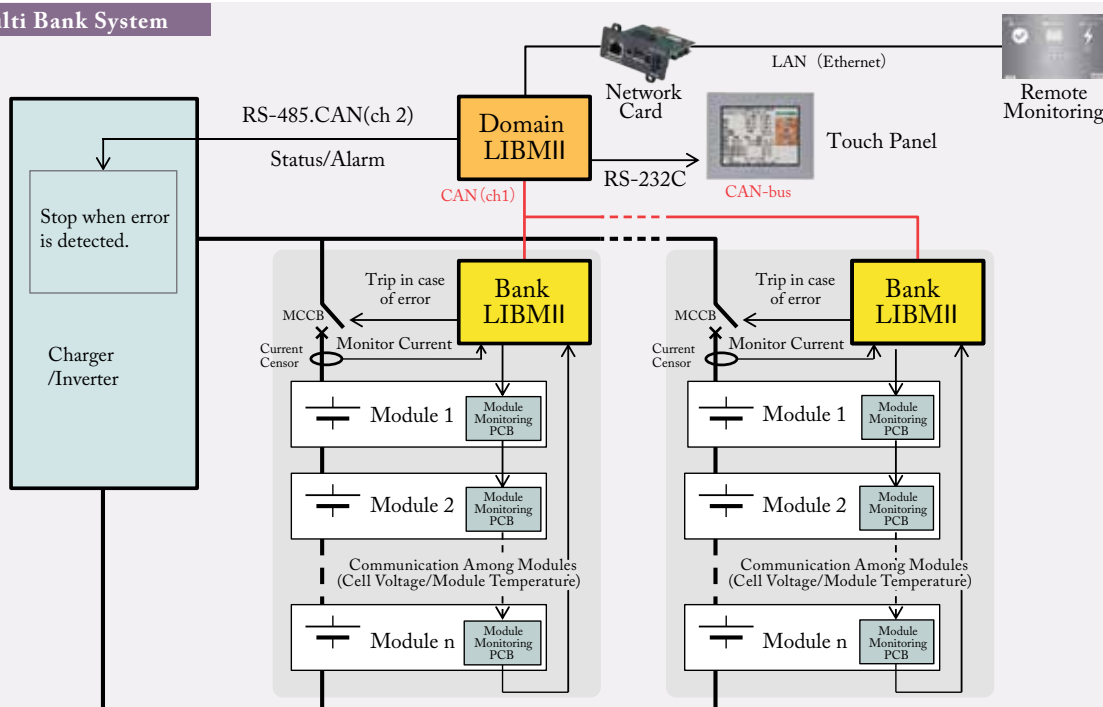 lti Bank System
LAN (Ethernet)
Network
Card
Remote
Monitoring
RS-485.CAN(ch 2)
Status/Alarm
Domain
LIBMII
Touch Panel
RS-232C
CAN(ch1)
CAN-bus
Stop when error
is detected.
Charger
/Inverter
Trip in case
of error
Bank
LIBMII
MCCB
Current
Censor
Monitor Current
Module 1
Module
Monitoring
PCB
Module 2
Module
Monitoring
PCB
Communication Among Modules
(Cell Voltage/Module Temperature)
Module n
Module
Monitoring
PCB
Trip in case
of error
Bank
LIBMII
MCCB
Current
Censor
Monitor Current
Module 1
Module
Monitoring
PCB
Module 2
Module
Monitoring
PCB
Communication Among Modules
(Cell Voltage/Module Temperature)
Module n
Module
Monitoring
PCB